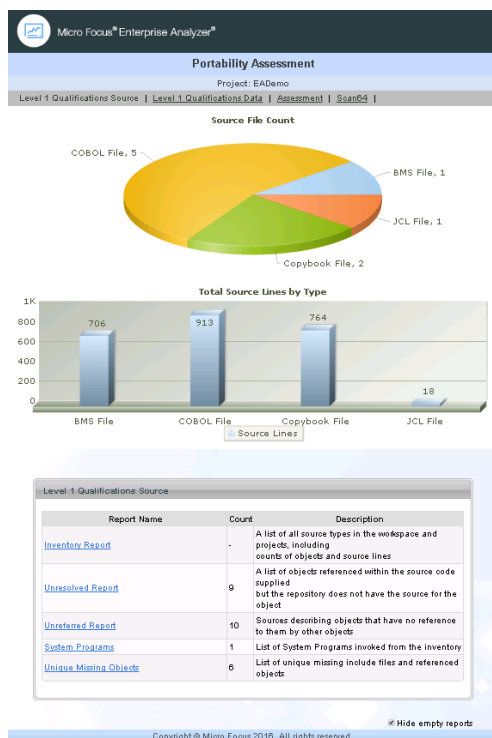 Micro Focus® Enterprise Analyzer®
Portability Assessment
Project: EADemo
Level 1 Qualifications Source | Level 1 Qualifications Data | Assessment | Scan64 |
Source File Count
COBOL File, 5
BMS File, 1
JCL File, 1
Copybook File, 2
Total Source Lines by Type
1K
800
600
400
200
0
706
913
764
18
BMS File
COBOL File
Copybook File
JCL File
Source Lines
Level 1 Qualifications Source
Report Name Count Description
Inventory Report - A list of all source types in the workspace and
projects, including
counts of objects and source lines
Unresolved Report 9 A list of objects referenced within the source code
supplied
but the repository does not have the source for the
object
Unreferred Report 10 Sources describing objects that have no reference
to them by other objects
System Programs 1 List of System Programs invoked from the inventory
Unique Missing Objects 6 List of unique missing include files and referenced
objects
Hide empty reports
Copyright © Micro Focus 2016. All rights reserved